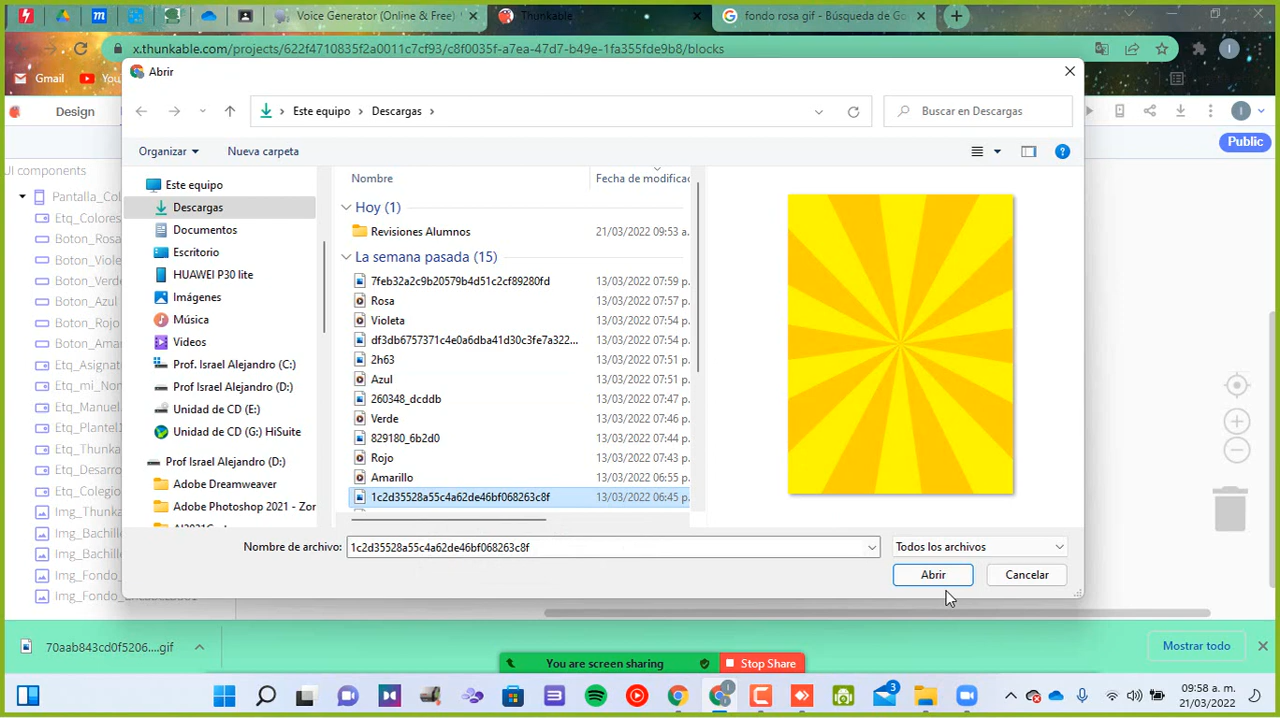 Voice Generator (Online & Free)
Thunkable
fondo rosa gif - Búsqueda de Go
x.thunkable.com/projects/622f4710835f2a0011c7cf93/c8f0035f-a7ea-47d7-b49e-1fa355fde9b8/blocks
Gmail
You
Abrir
Este equipo
Descargas
Buscar en Descargas
Design
Organizar
Nueva carpeta
Public
UI components
Pantalla_Col
Etq_Colores
Boton_Rosa
Boton_Viole
Boton_Verde
Boton_Azul
Boton_Rojo
Boton_Amar
Etq_Asignat
Etq_mi_Non
Etq_Manuel
Etq_Plantel1
Etq_Thunka
Etq_Desarro
Etq_Colegio
Img_Thunka
Img_Bachille
Img_Bachille
Img_Fondo_
Este equipo
Descargas
Documentos
Escritorio
HUAWEI P30 lite
Imágenes
Música
Videos
Prof. Israel Alejandro (C:)
Prof Israel Alejandro (D:)
Unidad de CD (E:)
Unidad de CD (G:) HiSuite
Prof Israel Alejandro (D:)
Adobe Dreamweaver
Adobe Photoshop 2021 - Zor
Nombre
Fecha de modificac
Hoy (1)
Revisiones Alumnos 21/03/2022 09:53 a.
La semana pasada (15)
7feb32a2c9b20579b4d51c2cf89280fd 13/03/2022 07:59 p.
Rosa 13/03/2022 07:57 p.
Violeta 13/03/2022 07:54 p.
df3db6757371c4e0a6dba41d30c3fe7a322... 13/03/2022 07:54 p.
2h63 13/03/2022 07:51 p.
Azul 13/03/2022 07:51 p.
260348_dcddb 13/03/2022 07:47 p.
Verde 13/03/2022 07:46 p.
829180_6b2d0 13/03/2022 07:44 p.
Rojo 13/03/2022 07:44 p.
Amarillo 13/03/2022 06:55 p.
1c2d35528a55c4a62de46bf068263c8f 13/03/2022 06:45 p.
Nombre de archivo:
1c2d35528a55c4a62de46bf068263c8f
Todos los archivos
Abrir
Cancelar
70aab843cd0f5206....gif
Mostrar todo
You are screen sharing
Stop Share
3
09:58 a. m.
21/03/2022